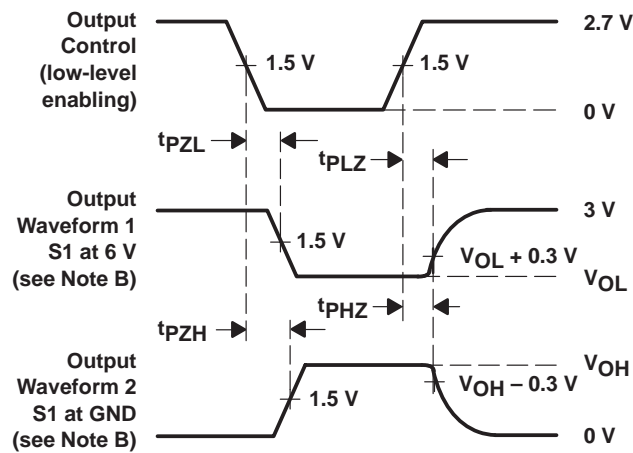 Output
Control
(low-level
enabling)
2.7 V
1.5 V
1.5 V
0 V
tPZL
tPLZ
Output
Waveform 1
S1 at 6 V
(see Note B)
3 V
1.5 V
VOL + 0.3 V
VOL
tPHZ
tPZH
Output
Waveform 2
S1 at GND
(see Note B)
VOH
VOH – 0.3 V
1.5 V
0 V